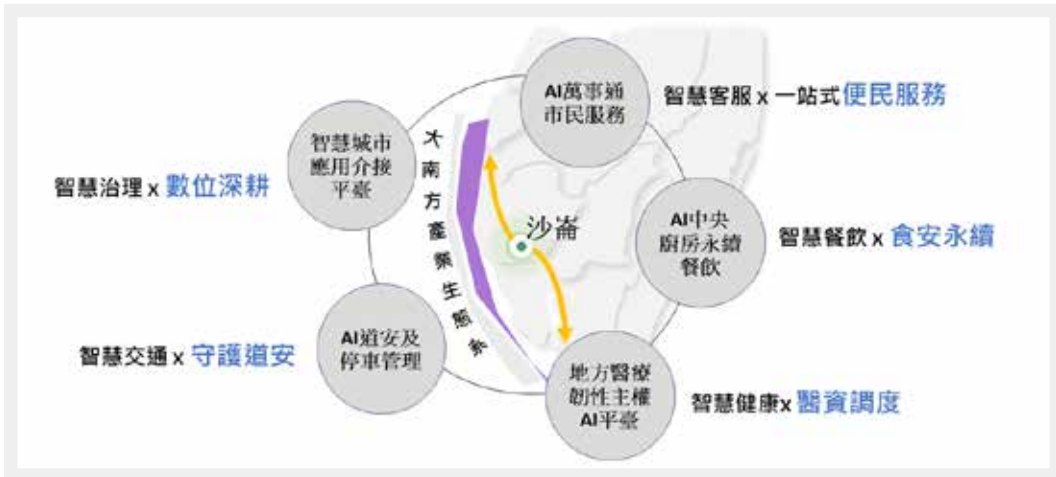 AI萬事通
市民服務
智慧客服 x 一站式便民服務
智慧城市
應用介接
平臺
智慧治理 x 數位深耕
大南方產業生態系
沙崙
AI中央
廚房永續
餐飲
智慧餐飲 x 食安永續
AI道安及
停車管理
智慧交通 x 守護道安
地方醫療
韌性主權
AI平臺
智慧健康x 醫資調度